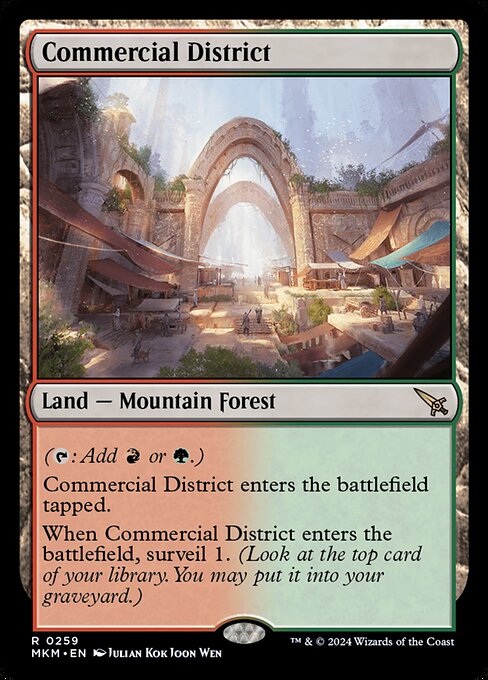 Commercial District
Land — Mountain Forest
(: Add  or .)
Commercial District enters the battlefield
tapped.
When Commercial District enters the
battlefield, surveil 1. (Look at the top card
of your library. You may put it into your
graveyard.)
R 0259
MKM • EN Julian Kok Joon Wen
™ & © 2024 Wizards of the Coast